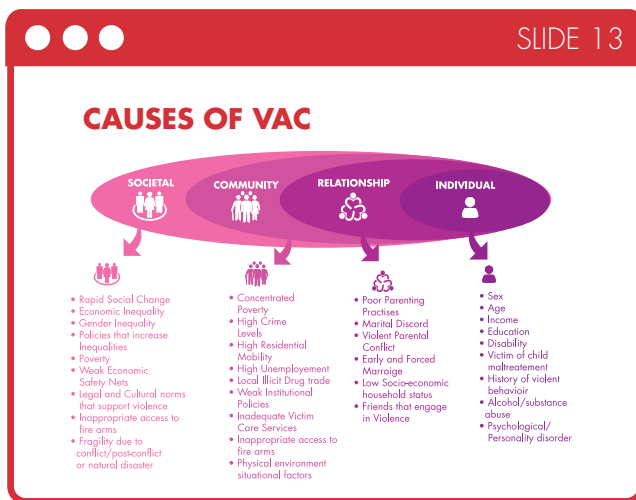 SLIDE 13
CAUSES OF VAC
SOCIETAL
COMMUNITY
RELATIONSHIP
INDIVIDUAL
• Rapid Social Change
• Economic Inequality
• Gender Inequality
• Policies that increase
Inequalities
• Poverty
• Weak Economic
Safety Nets
• Legal and Cultural norms
that support violence
• Inappropriate access to
fire arms
• Fragility due to
conflict/post-conflict
or natural disaster
• Concentrated
Poverty
• High Crime
Levels
• High Residential
Mobility
• High Unemployement
• Local Illicit Drug trade
• Weak Institutional
Policies
• Inadequate Victim
Care Services
• Inappropriate access to
fire arms
• Physical environment
situational factors
• Poor Parenting
Practises
• Marital Discord
• Violent Parental
Conflict
• Early and Forced
Marraige
• Low Socio-economic
household status
• Friends that engage
in Violence
• Sex
• Age
• Income
• Education
• Disability
• Victim of child
maltreatement
• History of violent
behavioir
• Alcohol/substance
abuse
• Psychological/
Personality disorder